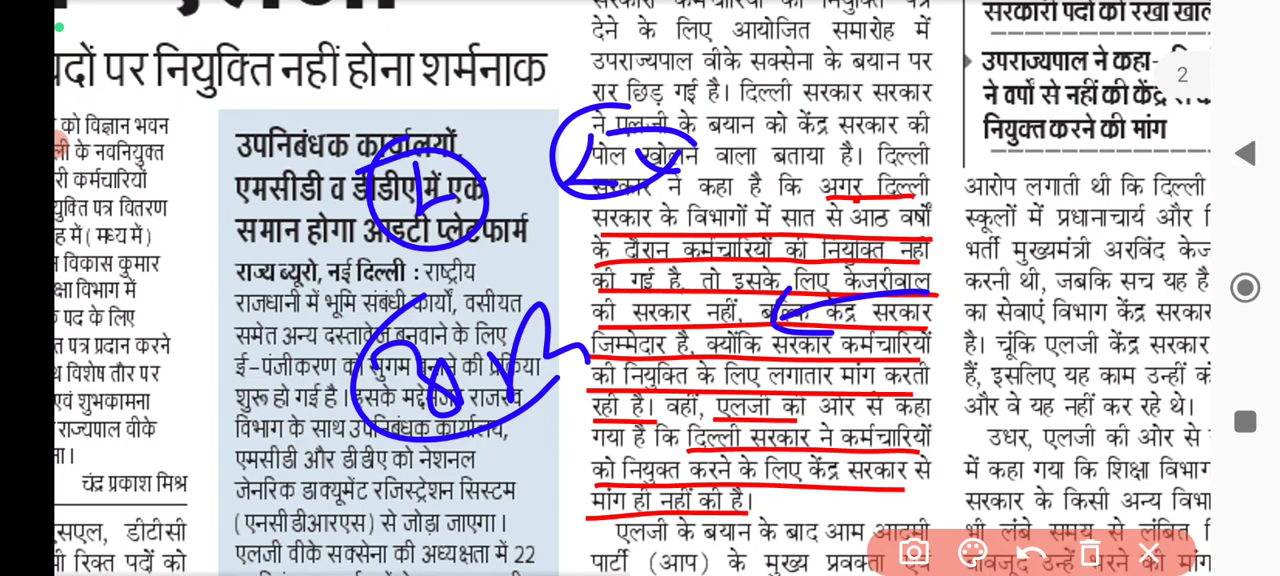 पदों पर नियुक्ति नहीं होना शर्मनाक
को विज्ञान भवन
ली के नवनियुक्त
री कर्मचारियों
युक्ति पत्र वितरण
ह में ( मध्य में )
विकास कुमार
क्षा विभाग में
पद के लिए
त पत्र प्रदान करने
विशेष तौर पर
एवं शुभकामना
राज्यपाल वीके
ना।
चंद्र प्रकाश मिश्र
एसएल, डीटीसी
रिक्त पदों को
उपनिबंधक कार्यालयों,
एमसीडी व डीडीए में एक
समान होगा आइटी प्लेटफार्म
राज्य ब्यूरो, नई दिल्ली : राष्ट्रीय
राजधानी में भूमि संबंधी कार्यों, वसीयत
समेत अन्य दस्तावेज बनवाने के लिए
ई-पंजीकरण को सुगम बनाने की प्रक्रिया
शुरू हो गई है। इसके मद्देनजर राजस्व
विभाग के साथ उपनिबंधक कार्यालय,
एमसीडी और डीडीए को नेशनल
जेनरिक डाक्यूमेंट रजिस्ट्रेशन सिस्टम
(एनजीडीआरएस) से जोड़ा जाएगा।
एलजी वीके सक्सेना की अध्यक्षता में 22
देने के लिए आयोजित समारोह में
उपराज्यपाल वीके सक्सेना के बयान पर
रार छिड़ गई है। दिल्ली सरकार सरकार
ने एलजी के बयान को केंद्र सरकार की
पोल खोलने वाला बताया है। दिल्ली
सरकार ने कहा है कि अगर दिल्ली
सरकार के विभागों में सात से आठ वर्षों
के दौरान कर्मचारियों की नियुक्ति नहीं
की गई है, तो इसके लिए केजरीवाल
की सरकार नहीं, बल्कि केंद्र सरकार
जिम्मेदार है, क्योंकि सरकार कर्मचारियों
की नियुक्ति के लिए लगातार मांग करती
रही है। वहीं, एलजी की ओर से कहा
गया है कि दिल्ली सरकार ने कर्मचारियों
को नियुक्त करने के लिए केंद्र सरकार से
मांग ही नहीं की है।
एलजी के बयान के बाद आम आदमी
पार्टी (आप) के मुख्य प्रवक्ता एवं
सरकारी पदों को रखा खाल
उपराज्यपाल ने कहा-
ने वर्षों से नहीं की केंद्र से क
नियुक्त करने की मांग
2
आरोप लगाती थी कि दिल्ली
स्कूलों में प्रधानाचार्य और
भर्ती मुख्यमंत्री अरविंद केज
करनी थी, जबकि सच यह है
का सेवाएं विभाग केंद्र सरकार
है। चूंकि एलजी केंद्र सरकार
हैं, इसलिए यह काम उन्हीं क
और वे यह नहीं कर रहे थे।
उधर, एलजी की ओर से
में कहा गया कि शिक्षा विभाग
सरकार के किसी अन्य विभा
भी लंबे समय से लंबित